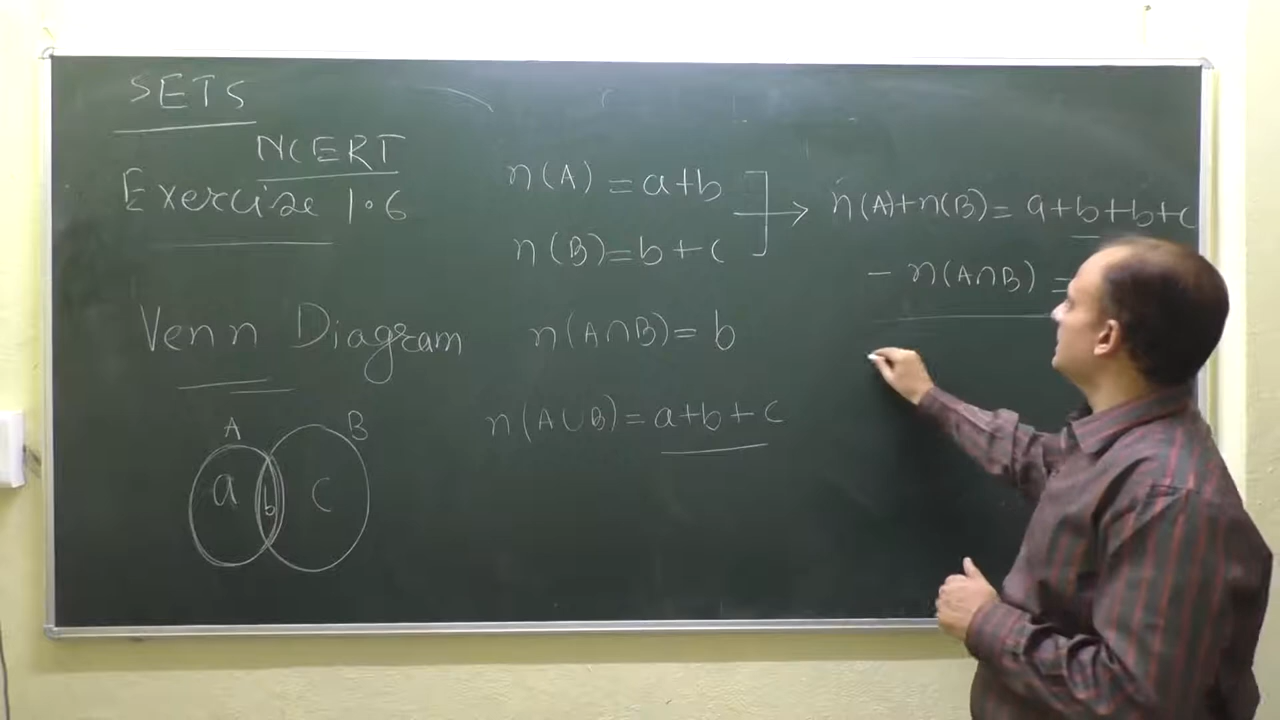 SETS
NCERT
Exercise 1.6
Venn Diagram
A B
a b c
n(A) = a+b
n(B) = b+c
n(A∩B) = b
n(A∪B) = a+b+c
n(A)+n(B) = a+b+b+c
- n(A∩B) =